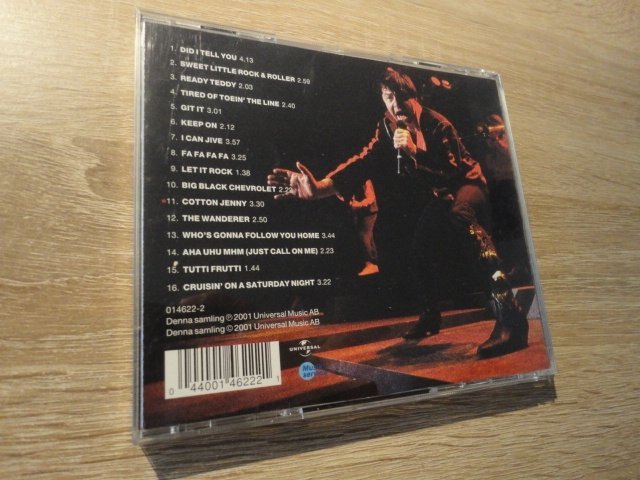 1. DID I TELL YOU 4.13
2. SWEET LITTLE ROCK & ROLLER 2.59
3. READY TEDDY 2.03
4. TIRED OF TOEIN' THE LINE 2.40
5. GIT IT 3.01
6. KEEP ON 2.12
7. I CAN JIVE 3.57
8. FA FA FA FA 3.25
9. LET IT ROCK 1.38
10. BIG BLACK CHEVROLET 2.22
11. COTTON JENNY 3.30
12. THE WANDERER 2.50
13. WHO'S GONNA FOLLOW YOU HOME 3.44
14. AHA UHU MHM (JUST CALL ON ME) 2.23
15. TUTTI FRUTTI 1.44
16. CRUISIN' ON A SATURDAY NIGHT 3.22
014622-2
Denna samling ℗ 2001 Universal Music AB
Denna samling © 2001 Universal Music AB
UNIVERSAL
0 44001 46222 1